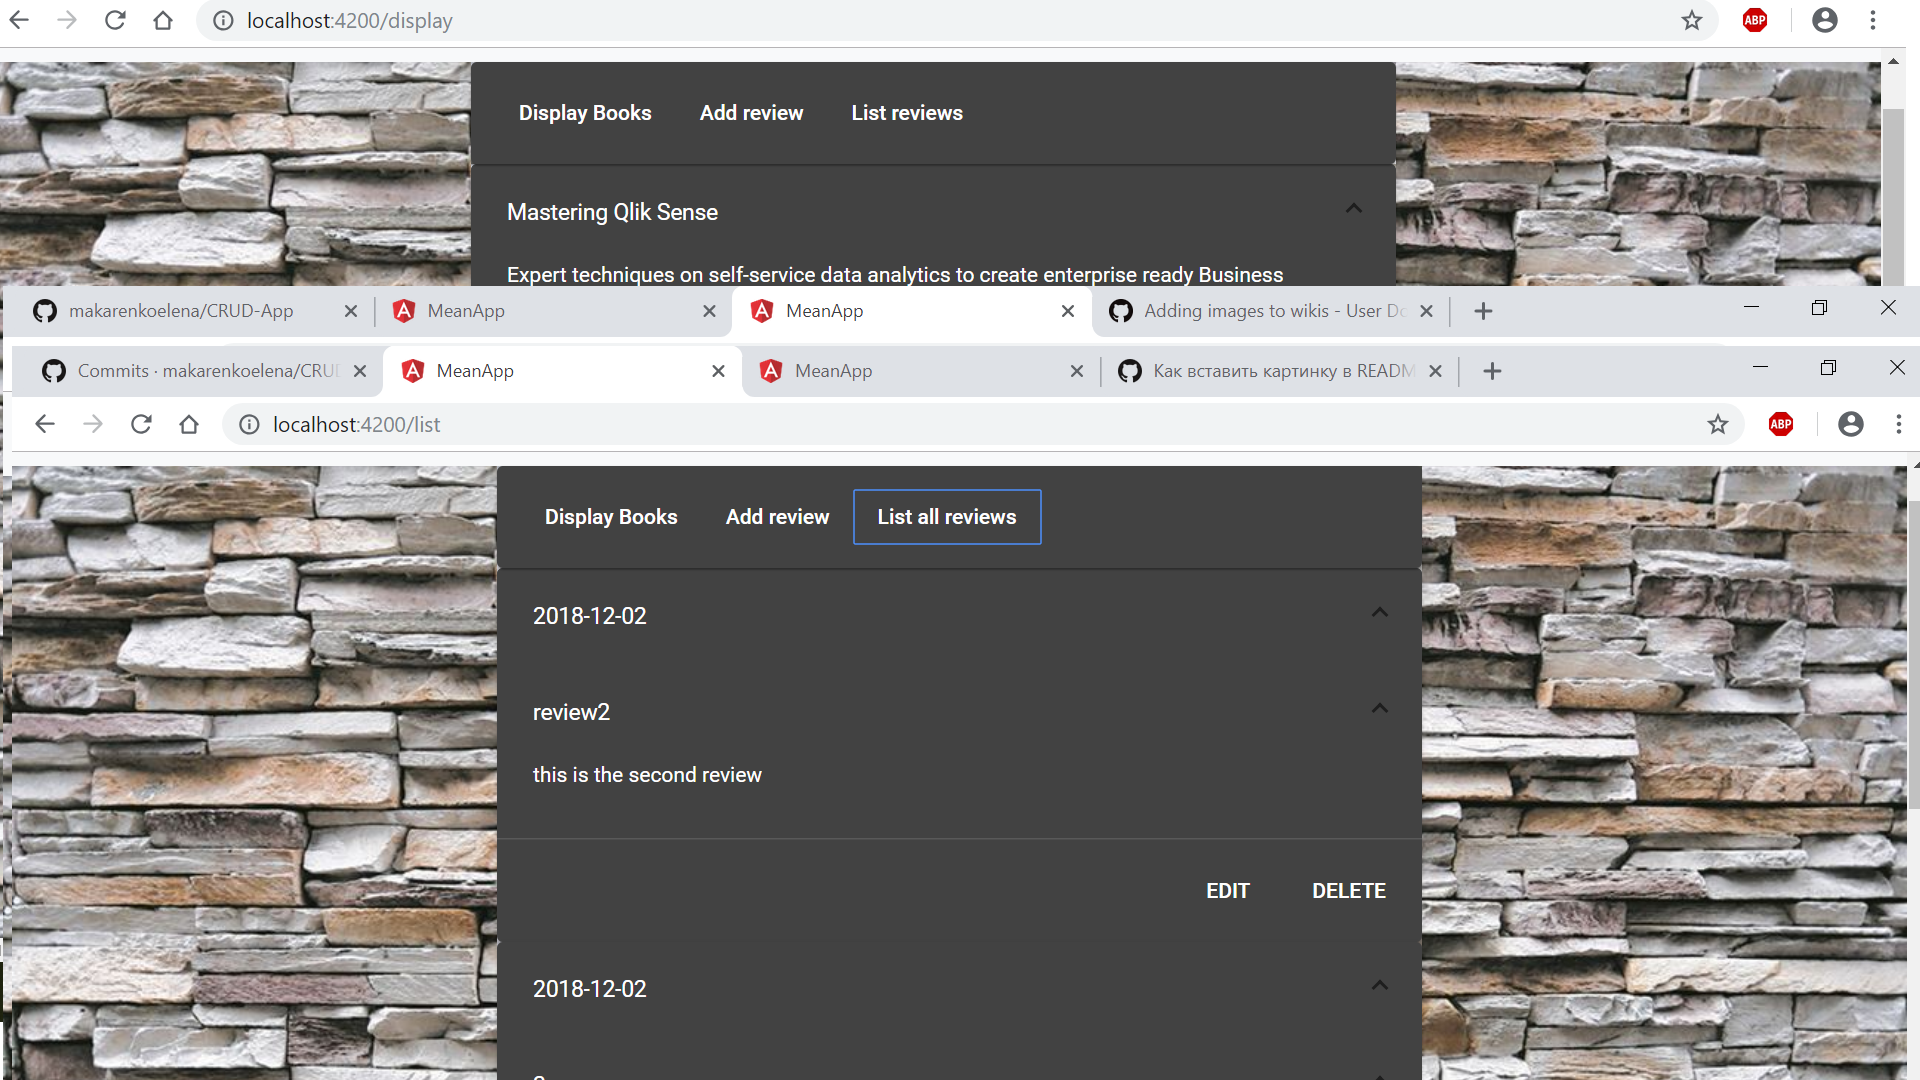 localhost:4200/display
ABP
Display Books Add review List reviews
Mastering Qlik Sense
Expert techniques on self-service data analytics to create enterprise ready Business
makarenkoelena/CRUD-App MeanApp MeanApp Adding images to wikis - User Do
Commits · makarenkoelena/CRUD MeanApp MeanApp Как вставить картинку в READM
localhost:4200/list
ABP
Display Books Add review List all reviews
2018-12-02
review2
this is the second review
EDIT DELETE
2018-12-02